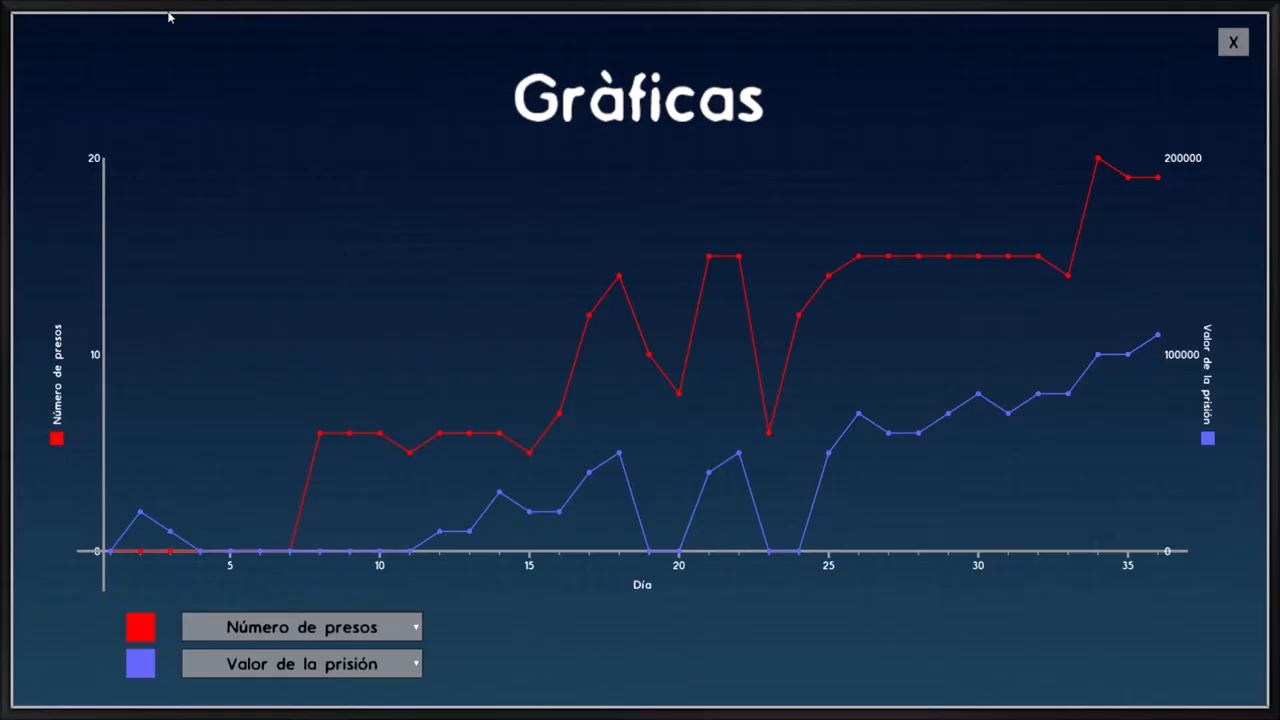 X
Gràficas
20
200000
Número de presos
10
100000
Valor de la prisión
0
0
5 10 15 20 25 30 35
Día
Número de presos
Valor de la prisión